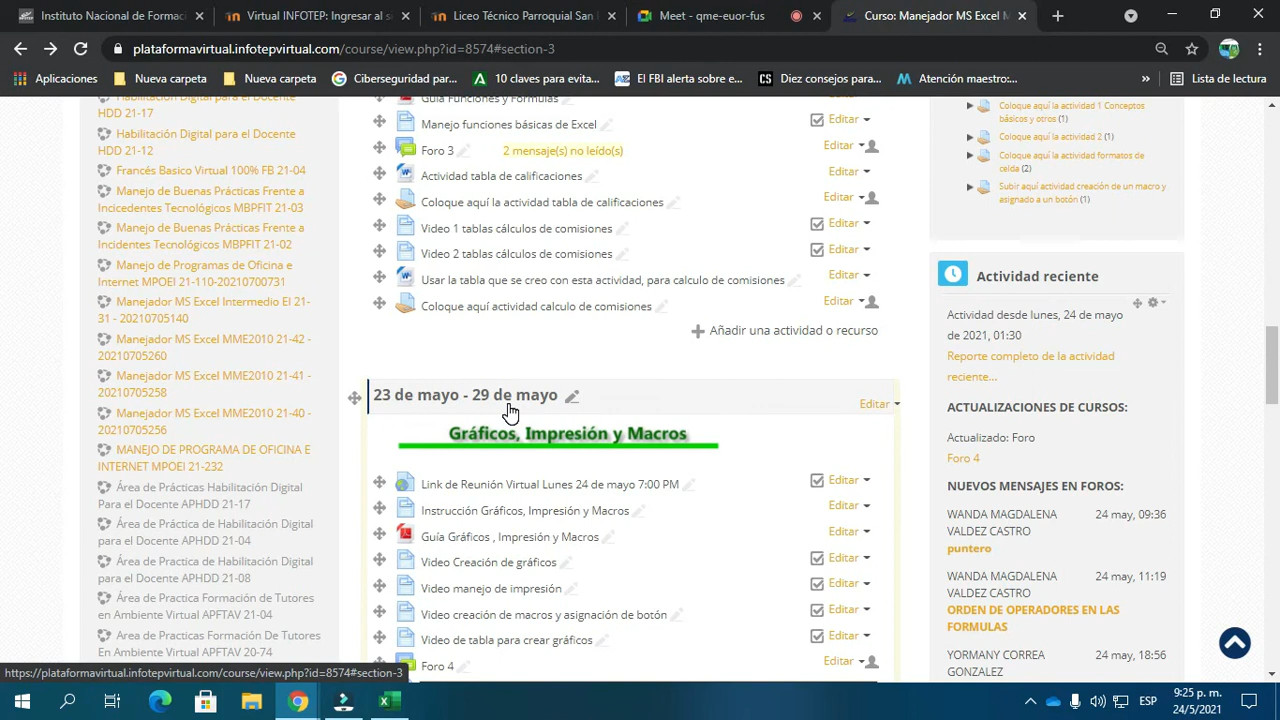 Instituto Nacional de Formaci
Virtual INFOTEP: Ingresar al s
Liceo Técnico Parroquial San
Meet - qme-euor-fus
Curso: Manejador MS Excel M
plataformavirtual.infotepvirtual.com/course/view.php?id=8574#section-3
Aplicaciones
Nueva carpeta
Nueva carpeta
Ciberseguridad par...
10 claves para evita...
El FBI alerta sobre e...
Diez consejos para...
Atención maestro:...
»
Lista de lectura
Habilitación Digital para el Docente
HDD 21-17
Habilitación Digital para el Docente
HDD 21-12
Francés Basico Virtual 100% FB 21-04
Manejo de Buenas Prácticas Frente a
Incicedentes Tecnológicos MBPFIT 21-03
Manejo de Buenas Prácticas Frente a
Incidentes Tecnológicos MBPFIT 21-02
Manejo de Programas de Oficina e
Internet MPOEI 21-110-20210700731
Manejador MS Excel Intermedio EI 21-
31 - 20210705140
Manejador MS Excel MME2010 21-42 -
20210705260
Manejador MS Excel MME2010 21-41 -
20210705258
Manejador MS Excel MME2010 21-40 -
20210705256
MANEJO DE PROGRAMA DE OFICINA E
INTERNET MPOEI 21-232
Área de Prácticas Habilitación Digital
Para el Docente APHDD 21-17
Área de Práctica de Habilitación Digital
para el Docente APHDD 21-04
Área de Practica de Habilitación Digital
para el Docente APHDD 21-08
Área de Practica Formación de Tutores
en Ambiente Virtual APFTAV 21-04
Area de Practicas Formación De Tutores
En Ambiente Virtual APFTAV 20-74
Guía Funciones y Formulas
Editar
Manejo funciones básicas de Excel
Editar
Foro 3
2 mensaje(s) no leído(s)
Editar
Actividad tabla de calificaciones
Editar
Coloque aquí la actividad tabla de calificaciones
Editar
Video 1 tablas cálculos de comisiones
Editar
Video 2 tablas cálculos de comisiones
Editar
Usar la tabla que se creo con esta actividad, para calculo de comisiones
Editar
Coloque aquí actividad calculo de comisiones
Editar
Añadir una actividad o recurso
23 de mayo - 29 de mayo
Editar
Gráficos, Impresión y Macros
Link de Reunión Virtual Lunes 24 de mayo 7:00 PM
Editar
Instrucción Gráficos, Impresión y Macros
Editar
Guía Gráficos , Impresión y Macros
Editar
Video Creación de gráficos
Editar
Video manejo de impresión
Editar
Video creación de macros y asignación de botón
Editar
Video de tabla para crear gráficos
Editar
Foro 4
Editar
Coloque aquí la actividad 1 Conceptos
básicos y otros (1)
Coloque aquí la actividad 2 (1)
Coloque aquí la actividad formatos de
celda (2)
Subir aquí actividad creación de un macro y
asignado a un botón (1)
Actividad reciente
Actividad desde lunes, 24 de mayo
de 2021, 01:30
Reporte completo de la actividad
reciente...
ACTUALIZACIONES DE CURSOS:
Actualizado: Foro
Foro 4
NUEVOS MENSAJES EN FOROS:
WANDA MAGDALENA
VALDEZ CASTRO
24 may, 09:36
puntero
WANDA MAGDALENA
VALDEZ CASTRO
24 may, 11:19
ORDEN DE OPERADORES EN LAS
FORMULAS
YORMANY CORREA
GONZALEZ
24 may, 18:56
https://plataformavirtual.infotepvirtual.com/course/view.php?id=8574#section-3
ESP
9:25 p. m.
24/5/2021